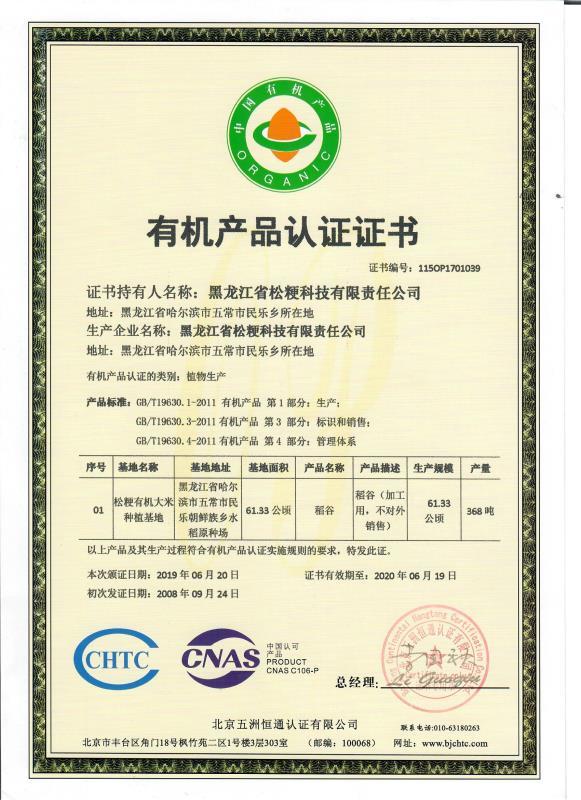 中国有机产品
ORGANIC
有机产品认证证书
证书编号：115OP1701039
证书持有人名称：黑龙江省松粳科技有限责任公司
地址：黑龙江省哈尔滨市五常市民乐乡所在地
生产企业名称：黑龙江省松粳科技有限责任公司
地址：黑龙江省哈尔滨市五常市民乐乡所在地
有机产品认证的类别：植物生产
产品标准：GB/T19630.1-2011 有机产品 第 1 部分：生产；
GB/T19630.3-2011 有机产品 第 3 部分：标识和销售；
GB/T19630.4-2011 有机产品 第 4 部分：管理体系
序号 基地名称 基地地址 基地面积 产品名称 产品描述 生产规模 产量
01 松粳有机大米种植基地 黑龙江省哈尔滨市五常市民乐朝鲜族乡水稻原种场 61.33 公顷 稻谷 稻谷（加工用，不对外销售） 61.33 公顷 368 吨
以上产品及其生产过程符合有机产品认证实施规则的要求，特发此证。
本次颁证日期：2019 年 06 月 20 日 证书有效期至：2020 年 06 月 19 日
初次发证日期：2008 年 09 月 24 日
CHTC
CNAS
中国认可
产品
PRODUCT
CNAS C106-P
总经理：
北京五洲恒通认证有限公司
联系电话:010-63180263
北京市丰台区角门18号枫竹苑二区1号楼3层303室 （邮编：100068） 网址：www.bjchtc.com